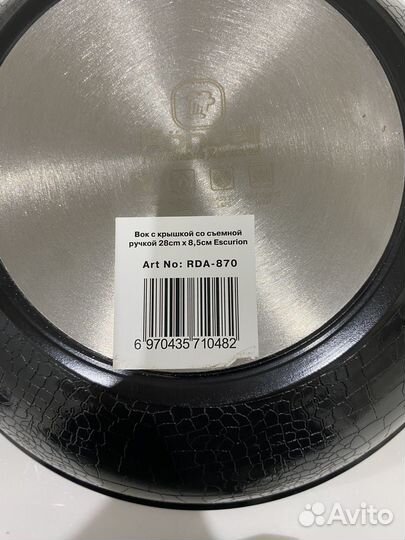 Вок с крышкой со съемной
ручкой 28cm x 8,5см Escurion
Art No: RDA-870
6 970435 710482
Avito